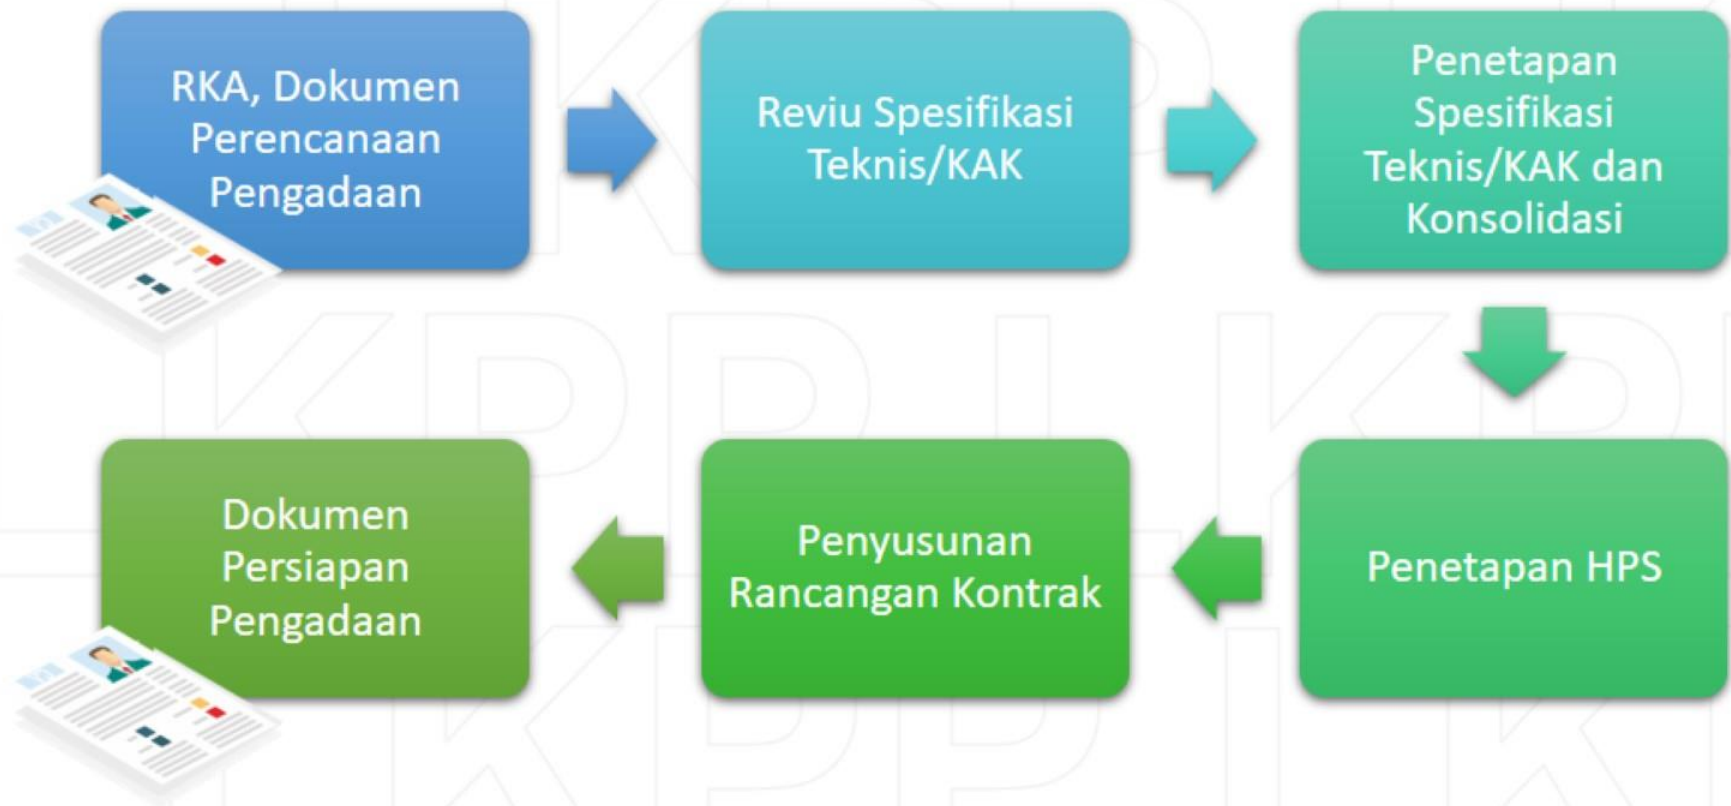 RKA, Dokumen
Perencanaan
Pengadaan
Reviu Spesifikasi
Teknis/KAK
Penetapan
Spesifikasi
Teknis/KAK dan
Konsolidasi
Penetapan HPS
Penyusunan
Rancangan Kontrak
Dokumen
Persiapan
Pengadaan